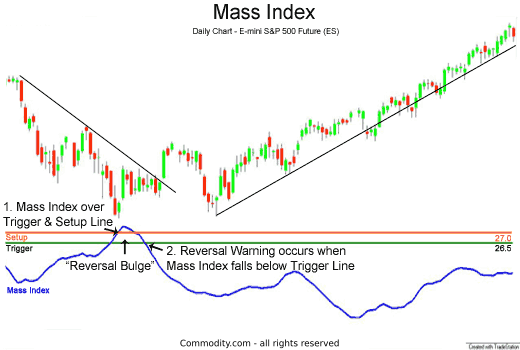 Mass Index
Daily Chart - E-mini S&P 500 Future (ES)
1. Mass Index over
Trigger & Setup Line
Setup 27.0
Trigger 26.5
"Reversal Bulge"
2. Reversal Warning occurs when
Mass Index falls below Trigger Line
Mass Index
Commodity.com - all rights reserved
Created with TradeStation